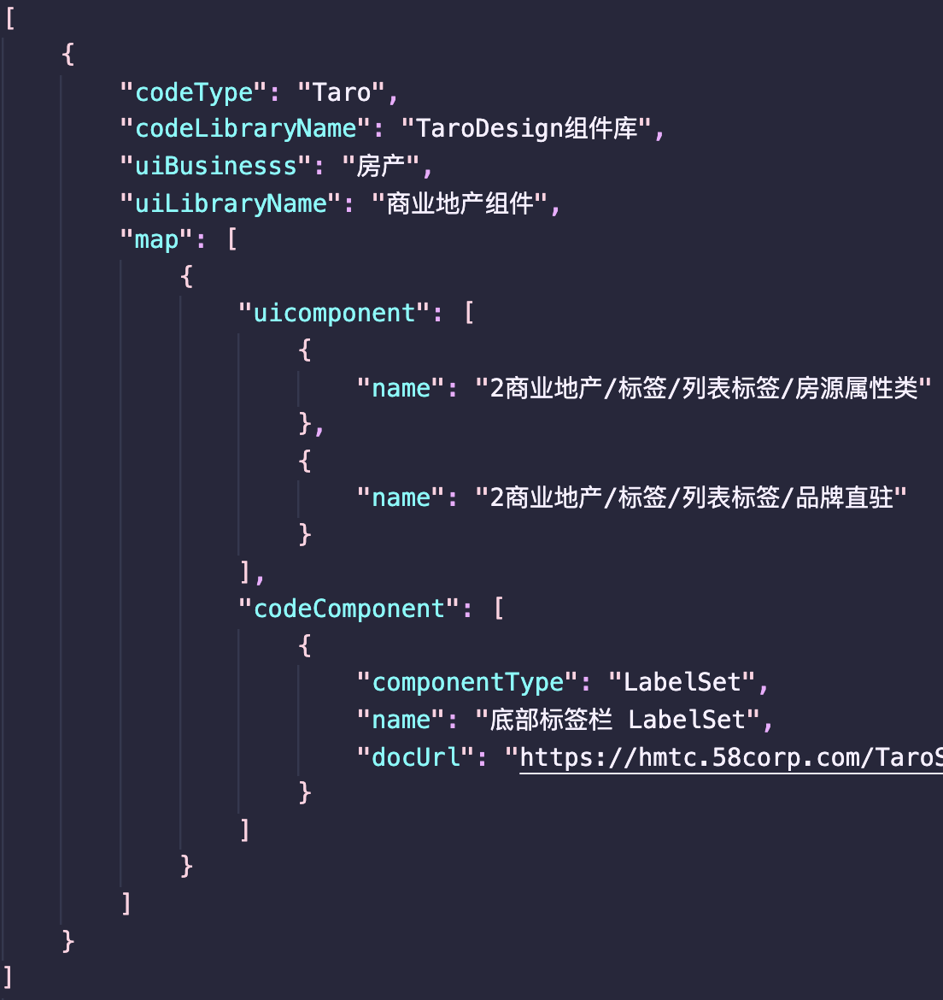 [
{
"codeType": "Taro",
"codeLibraryName": "TaroDesign组件库",
"uiBusinesss": "房产",
"uiLibraryName": "商业地产组件",
"map": [
{
"uicomponent": [
{
"name": "2商业地产/标签/列表标签/房源属性类"
},
{
"name": "2商业地产/标签/列表标签/品牌直驻"
}
],
"codeComponent": [
{
"componentType": "LabelSet",
"name": "底部标签栏 LabelSet",
"docUrl": "https://hmtc.58corp.com/TaroS
}
]
}
]
}
]